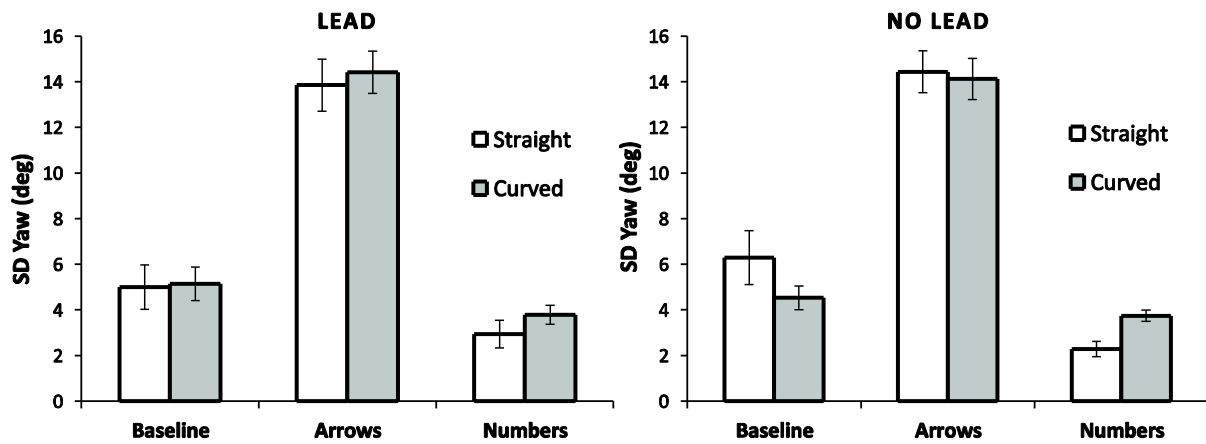 LEAD
SD Yaw (deg)
16
14
12
10
8
6
4
2
0
Straight
Curved
Baseline Arrows Numbers
NO LEAD
SD Yaw (deg)
16
14
12
10
8
6
4
2
0
Straight
Curved
Baseline Arrows Numbers